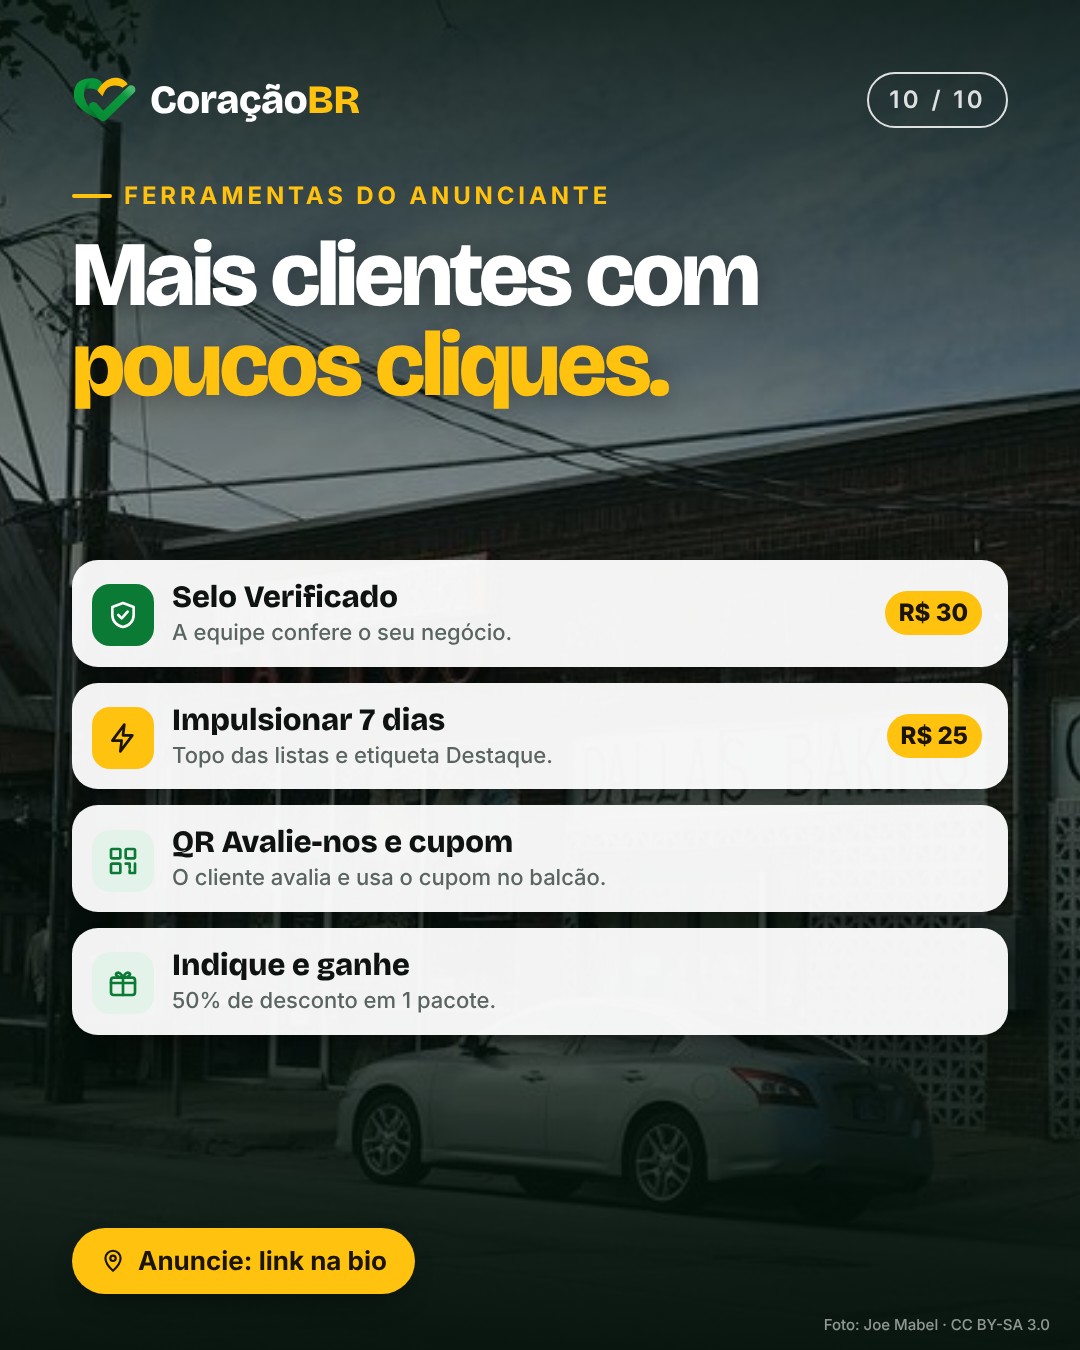 CoraçãoBR
10 / 10
FERRAMENTAS DO ANUNCIANTE
Mais clientes com
poucos cliques.
Selo Verificado
A equipe confere o seu negócio.
R$ 30
Impulsionar 7 dias
Topo das listas e etiqueta Destaque.
R$ 25
QR Avalie-nos e cupom
O cliente avalia e usa o cupom no balcão.
Indique e ganhe
50% de desconto em 1 pacote.
Anuncie: link na bio
Foto: Joe Mabel · CC BY-SA 3.0